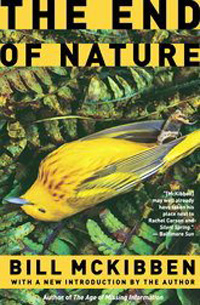 THE END
OF NATURE
"[McKibben]
may well already
have taken his
place next to
Rachel Carson and
Silent Spring."
— Baltimore Sun
BILL MCKIBBEN
WITH A NEW INTRODUCTION BY THE AUTHOR
Author of The Age of Missing Information